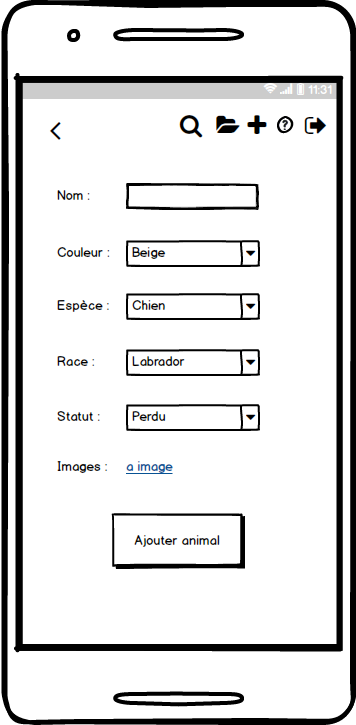 11:31
Nom :
Couleur : Beige
Espèce : Chien
Race : Labrador
Statut : Perdu
Images : a image
Ajouter animal